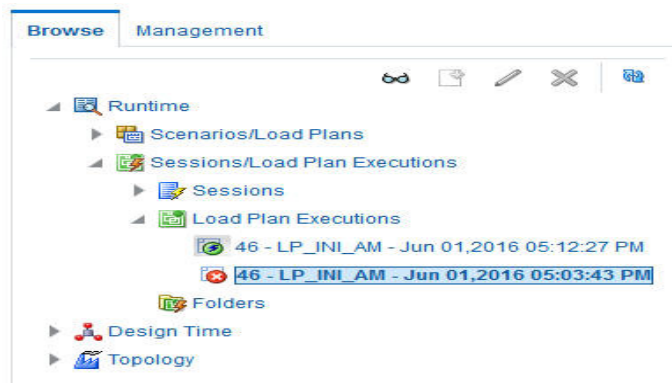 Browse Management
Runtime
Scenarios/Load Plans
Sessions/Load Plan Executions
Sessions
Load Plan Executions
46 - LP_INI_AM - Jun 01,2016 05:12:27 PM
46 - LP_INI_AM - Jun 01,2016 05:03:43 PM
Folders
Design Time
Topology